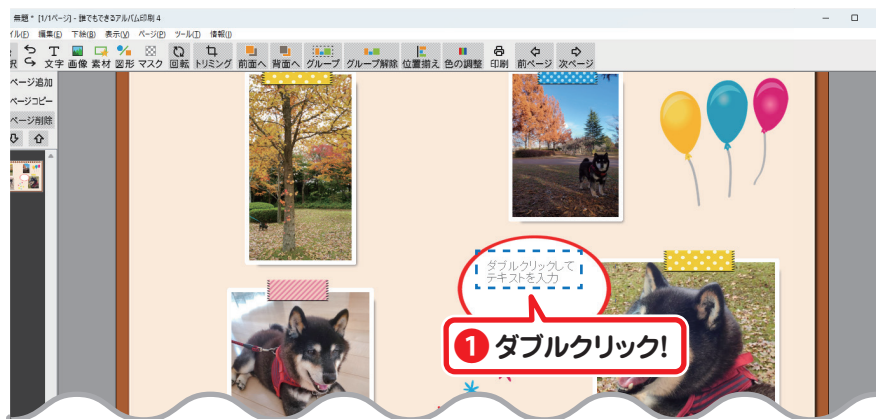 無題 * [1/1ページ] - 誰でもできるアルバム印刷 4
イル(F) 編集(E) 下絵(B) 表示(V) ページ(P) ツール(T) 情報(I)
択 文字 画像 素材 図形 マスク 回転 トリミング 前面へ 背面へ グループ グループ解除 位置揃え 色の調整 印刷 前ページ 次ページ
ページ追加
ページコピー
ページ削除
ダブルクリックして
テキストを入力
1 ダブルクリック!